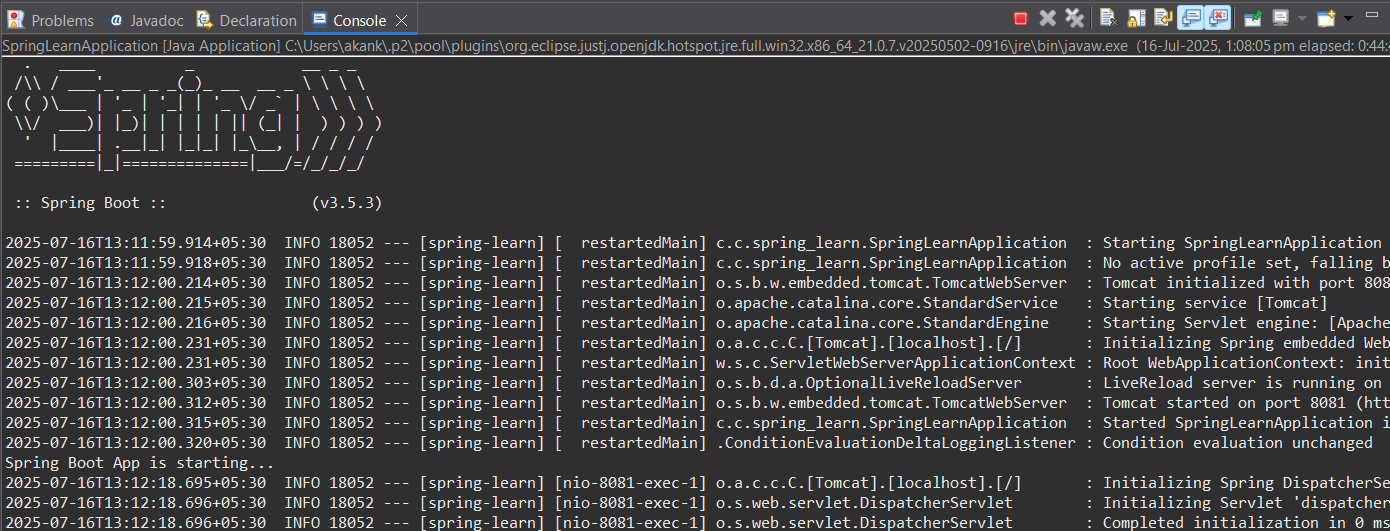 Problems Javadoc Declaration Console
SpringLearnApplication [Java Application] C:\Users\akank\.p2\pool\plugins\org.eclipse.justj.openjdk.hotspot.jre.full.win32.x86_64_21.0.7.v20250502-0916\jre\bin\javaw.exe (16-Jul-2025, 1:08:05 pm elapsed: 0:44:4
  .   ____          _            __ _ _
 /\\ / ___'_ __ _ _(_)_ __  __ _ \ \ \ \
( ( )\___ | '_ | '_| | '_ \/ _` | \ \ \ \
 \\/  ___)| |_)| | | | | || (_| |  ) ) ) )
  '  |____| .__|_| |_|_| |_\__, | / / / /
 =========|_|==============|___/=/_/_/_/
 :: Spring Boot ::                (v3.5.3)
2025-07-16T13:11:59.914+05:30  INFO 18052 --- [spring-learn] [  restartedMain] c.c.spring_learn.SpringLearnApplication  : Starting SpringLearnApplication
2025-07-16T13:11:59.918+05:30  INFO 18052 --- [spring-learn] [  restartedMain] c.c.spring_learn.SpringLearnApplication  : No active profile set, falling b
2025-07-16T13:12:00.214+05:30  INFO 18052 --- [spring-learn] [  restartedMain] o.s.b.w.embedded.tomcat.TomcatWebServer  : Tomcat initialized with port 808
2025-07-16T13:12:00.215+05:30  INFO 18052 --- [spring-learn] [  restartedMain] o.apache.catalina.core.StandardService   : Starting service [Tomcat]
2025-07-16T13:12:00.216+05:30  INFO 18052 --- [spring-learn] [  restartedMain] o.apache.catalina.core.StandardEngine    : Starting Servlet engine: [Apache
2025-07-16T13:12:00.231+05:30  INFO 18052 --- [spring-learn] [  restartedMain] o.a.c.c.C.[Tomcat].[localhost].[/]       : Initializing Spring embedded Web
2025-07-16T13:12:00.231+05:30  INFO 18052 --- [spring-learn] [  restartedMain] w.s.c.ServletWebServerApplicationContext : Root WebApplicationContext: init
2025-07-16T13:12:00.303+05:30  INFO 18052 --- [spring-learn] [  restartedMain] o.s.b.d.a.OptionalLiveReloadServer       : LiveReload server is running on
2025-07-16T13:12:00.312+05:30  INFO 18052 --- [spring-learn] [  restartedMain] o.s.b.w.embedded.tomcat.TomcatWebServer  : Tomcat started on port 8081 (htt
2025-07-16T13:12:00.315+05:30  INFO 18052 --- [spring-learn] [  restartedMain] c.c.spring_learn.SpringLearnApplication  : Started SpringLearnApplication i
2025-07-16T13:12:00.320+05:30  INFO 18052 --- [spring-learn] [  restartedMain] .ConditionEvaluationDeltaLoggingListener : Condition evaluation unchanged
Spring Boot App is starting...
2025-07-16T13:12:18.695+05:30  INFO 18052 --- [spring-learn] [nio-8081-exec-1] o.a.c.c.C.[Tomcat].[localhost].[/]       : Initializing Spring DispatcherSe
2025-07-16T13:12:18.696+05:30  INFO 18052 --- [spring-learn] [nio-8081-exec-1] o.s.web.servlet.DispatcherServlet        : Initializing Servlet 'dispatcher
2025-07-16T13:12:18.696+05:30  INFO 18052 --- [spring-learn] [nio-8081-exec-1] o.s.web.servlet.DispatcherServlet        : Completed initialization in 0 ms